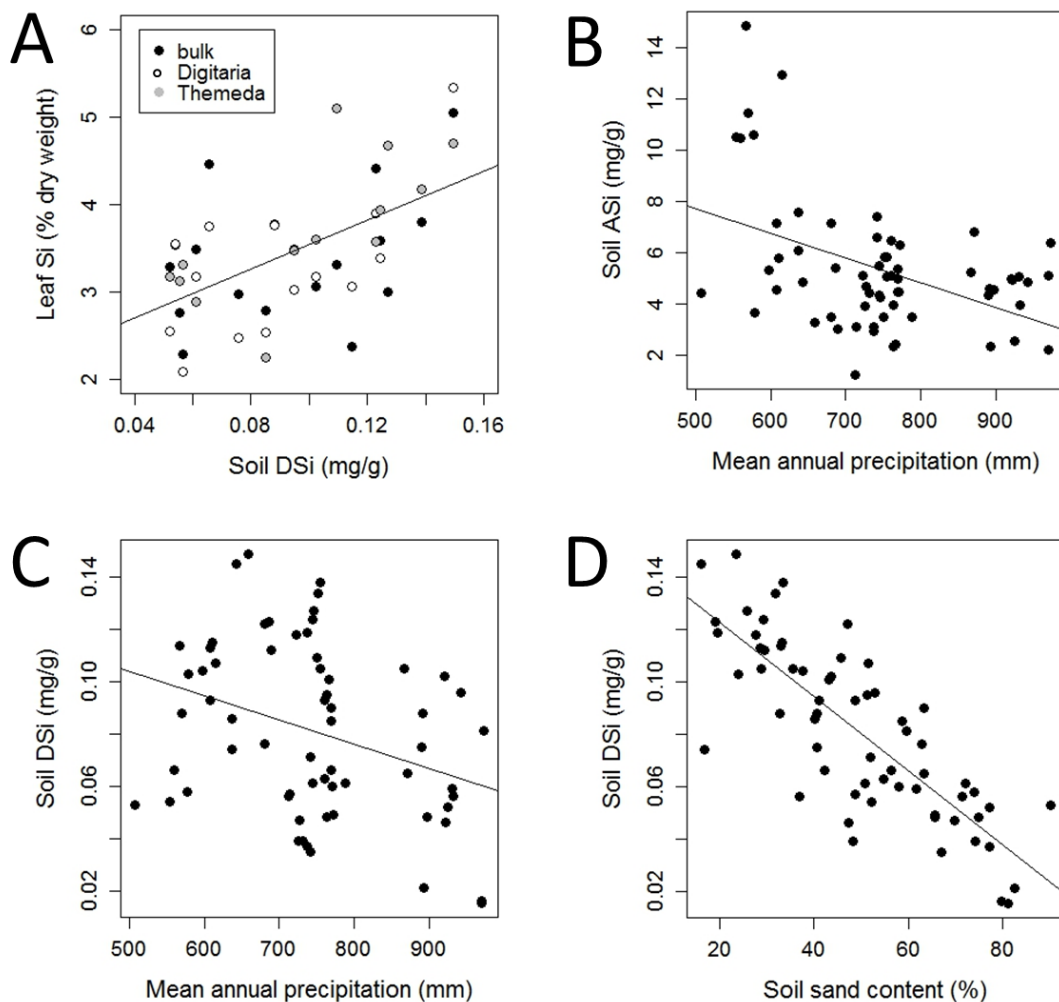 A
Leaf Si (% dry weight)
6
5
4
3
2
bulk
Digitaria
Themeda
0.04
0.08
0.12
0.16
Soil DSi (mg/g)
B
Soil ASi (mg/g)
14
12
10
8
6
4
2
500
600
700
800
900
Mean annual precipitation (mm)
C
Soil DSi (mg/g)
0.14
0.10
0.06
0.02
500
600
700
800
900
Mean annual precipitation (mm)
D
Soil DSi (mg/g)
0.14
0.10
0.06
0.02
20
40
60
80
Soil sand content (%)